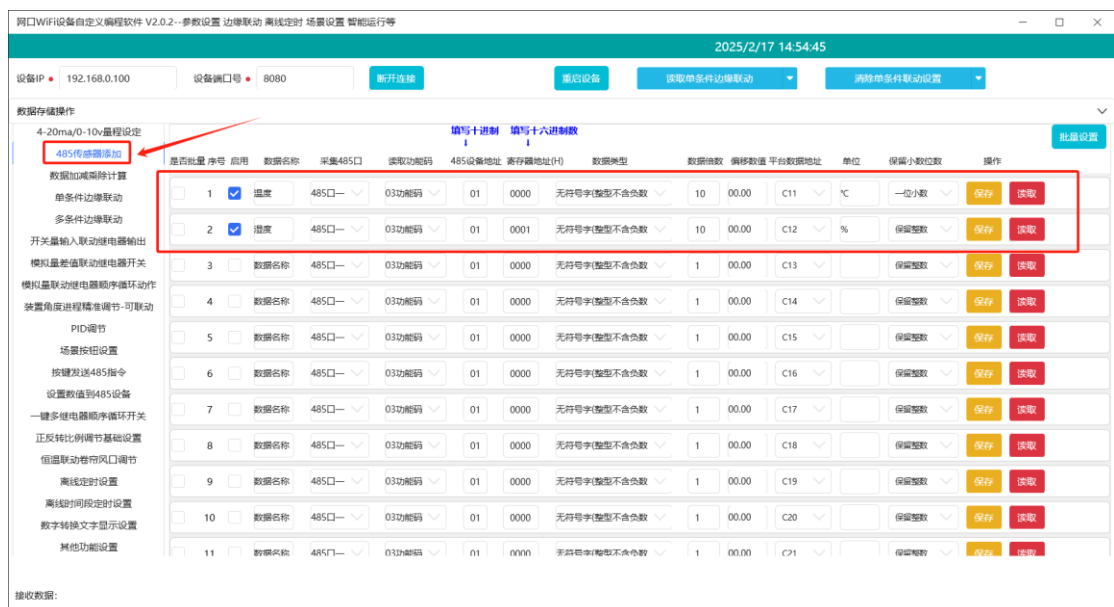 网口WiFi设备自定义编程软件 V2.0.2--参数设置 边缘联动 离线定时 场景设置 智能运行等
2025/2/17 14:54:45
设备IP 192.168.0.100 设备端口号 8080 断开连接 重启设备 读取单条件边缘联动 清除单条件联动设置
数据存储操作
4-20ma/0-10v量程设定
485传感器添加
数据加减乘除计算
单条件边缘联动
多条件边缘联动
开关量输入联动继电器输出
模拟量差值联动继电器开关
模拟量联动继电器顺序循环动作
装置角度进程精准调节-可联动
PID调节
场景按钮设置
按键发送485指令
设置数值到485设备
一键多继电器顺序循环开关
正反转比例调节基础设置
恒温联动卷帘风口调节
离线定时设置
离线时间段定时设置
数字转换文字显示设置
其他功能设置
填写十进制 填写十六进制数
批量设置
是否批量 序号 启用 数据名称 采集485口 读取功能码 485设备地址 寄存器地址(H) 数据类型 数据倍数 偏移数值 平台数据地址 单位 保留小数位数 操作
1 温度 485口一 03功能码 01 0000 无符号字(整型不含负数 10 00.00 C11 ℃ 一位小数 保存 读取
2 湿度 485口一 03功能码 01 0001 无符号字(整型不含负数 10 00.00 C12 % 保留整数 保存 读取
3 数据名称 485口一 03功能码 01 0000 无符号字(整型不含负数 1 00.00 C13 保留整数 保存 读取
4 数据名称 485口一 03功能码 01 0000 无符号字(整型不含负数 1 00.00 C14 保留整数 保存 读取
5 数据名称 485口一 03功能码 01 0000 无符号字(整型不含负数 1 00.00 C15 保留整数 保存 读取
6 数据名称 485口一 03功能码 01 0000 无符号字(整型不含负数 1 00.00 C16 保留整数 保存 读取
7 数据名称 485口一 03功能码 01 0000 无符号字(整型不含负数 1 00.00 C17 保留整数 保存 读取
8 数据名称 485口一 03功能码 01 0000 无符号字(整型不含负数 1 00.00 C18 保留整数 保存 读取
9 数据名称 485口一 03功能码 01 0000 无符号字(整型不含负数 1 00.00 C19 保留整数 保存 读取
10 数据名称 485口一 03功能码 01 0000 无符号字(整型不含负数 1 00.00 C20 保留整数 保存 读取
11 数据名称 485口一 03功能码 01 0000 无符号字(整型不含负数 1 00.00 C21 保留整数 保存 读取
接收数据: